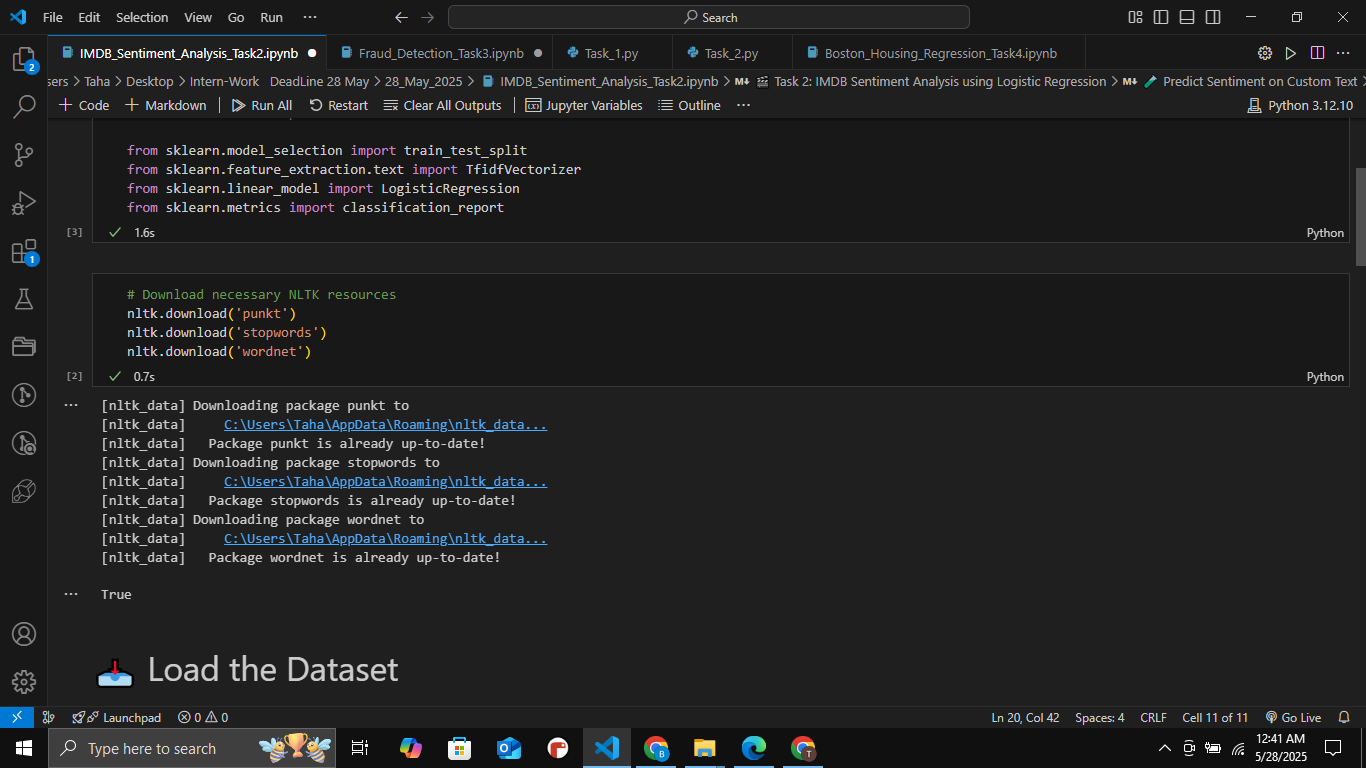 File Edit Selection View Go Run ··· Search
IMDB_Sentiment_Analysis_Task2.ipynb Fraud_Detection_Task3.ipynb Task_1.py Task_2.py Boston_Housing_Regression_Task4.ipynb
sers > Taha > Desktop > Intern-Work DeadLine 28 May > 28_May_2025 > IMDB_Sentiment_Analysis_Task2.ipynb > M↓ Task 2: IMDB Sentiment Analysis using Logistic Regression > M↓ Predict Sentiment on Custom Text >
+ Code + Markdown Run All Restart Clear All Outputs Jupyter Variables Outline ··· Python 3.12.10
from sklearn.model_selection import train_test_split
from sklearn.feature_extraction.text import TfidfVectorizer
from sklearn.linear_model import LogisticRegression
from sklearn.metrics import classification_report
[3] ✓ 1.6s Python
# Download necessary NLTK resources
nltk.download('punkt')
nltk.download('stopwords')
nltk.download('wordnet')
[2] ✓ 0.7s Python
··· [nltk_data] Downloading package punkt to
[nltk_data]     C:\Users\Taha\AppData\Roaming\nltk_data...
[nltk_data]   Package punkt is already up-to-date!
[nltk_data] Downloading package stopwords to
[nltk_data]     C:\Users\Taha\AppData\Roaming\nltk_data...
[nltk_data]   Package stopwords is already up-to-date!
[nltk_data] Downloading package wordnet to
[nltk_data]     C:\Users\Taha\AppData\Roaming\nltk_data...
[nltk_data]   Package wordnet is already up-to-date!
··· True
Load the Dataset
Launchpad 0 0 Ln 20, Col 42 Spaces: 4 CRLF Cell 11 of 11 Go Live
Type here to search
12:41 AM
5/28/2025